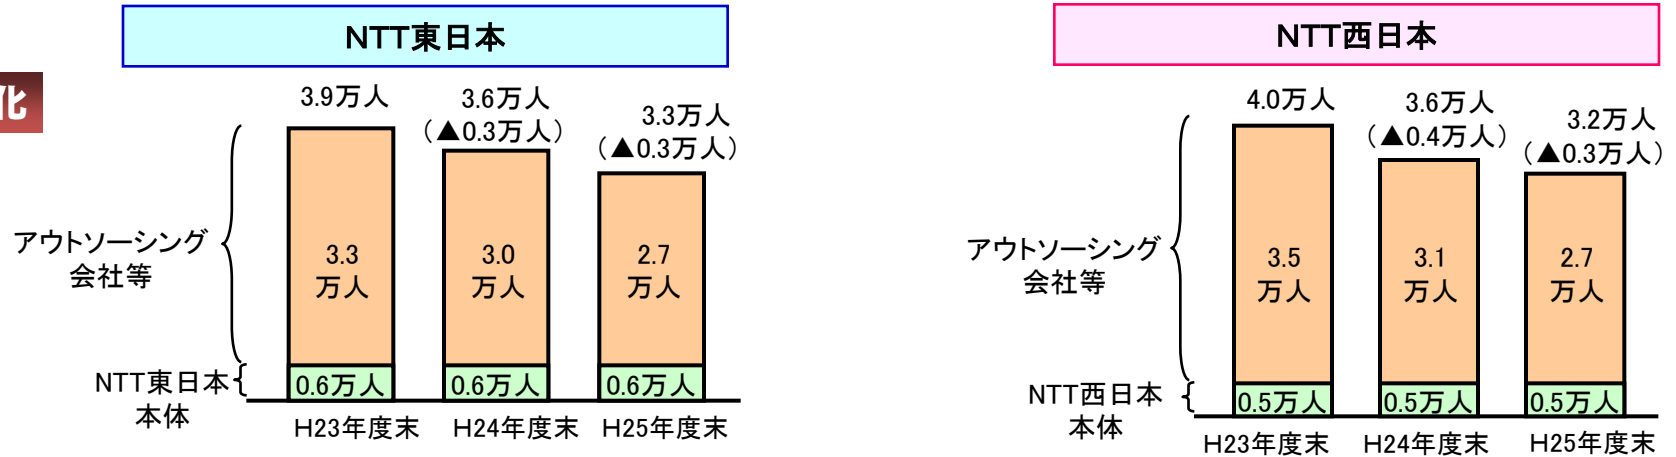 NTT東日本
化
3.9万人
3.6万人
(▲0.3万人)
3.3万人
(▲0.3万人)
アウトソーシング
会社等
3.3
万人
3.0
万人
2.7
万人
NTT東日本
本体
0.6万人
0.6万人
0.6万人
H23年度末
H24年度末
H25年度末
NTT西日本
4.0万人
3.6万人
(▲0.4万人)
3.2万人
(▲0.3万人)
アウトソーシング
会社等
3.5
万人
3.1
万人
2.7
万人
NTT西日本
本体
0.5万人
0.5万人
0.5万人
H23年度末
H24年度末
H25年度末